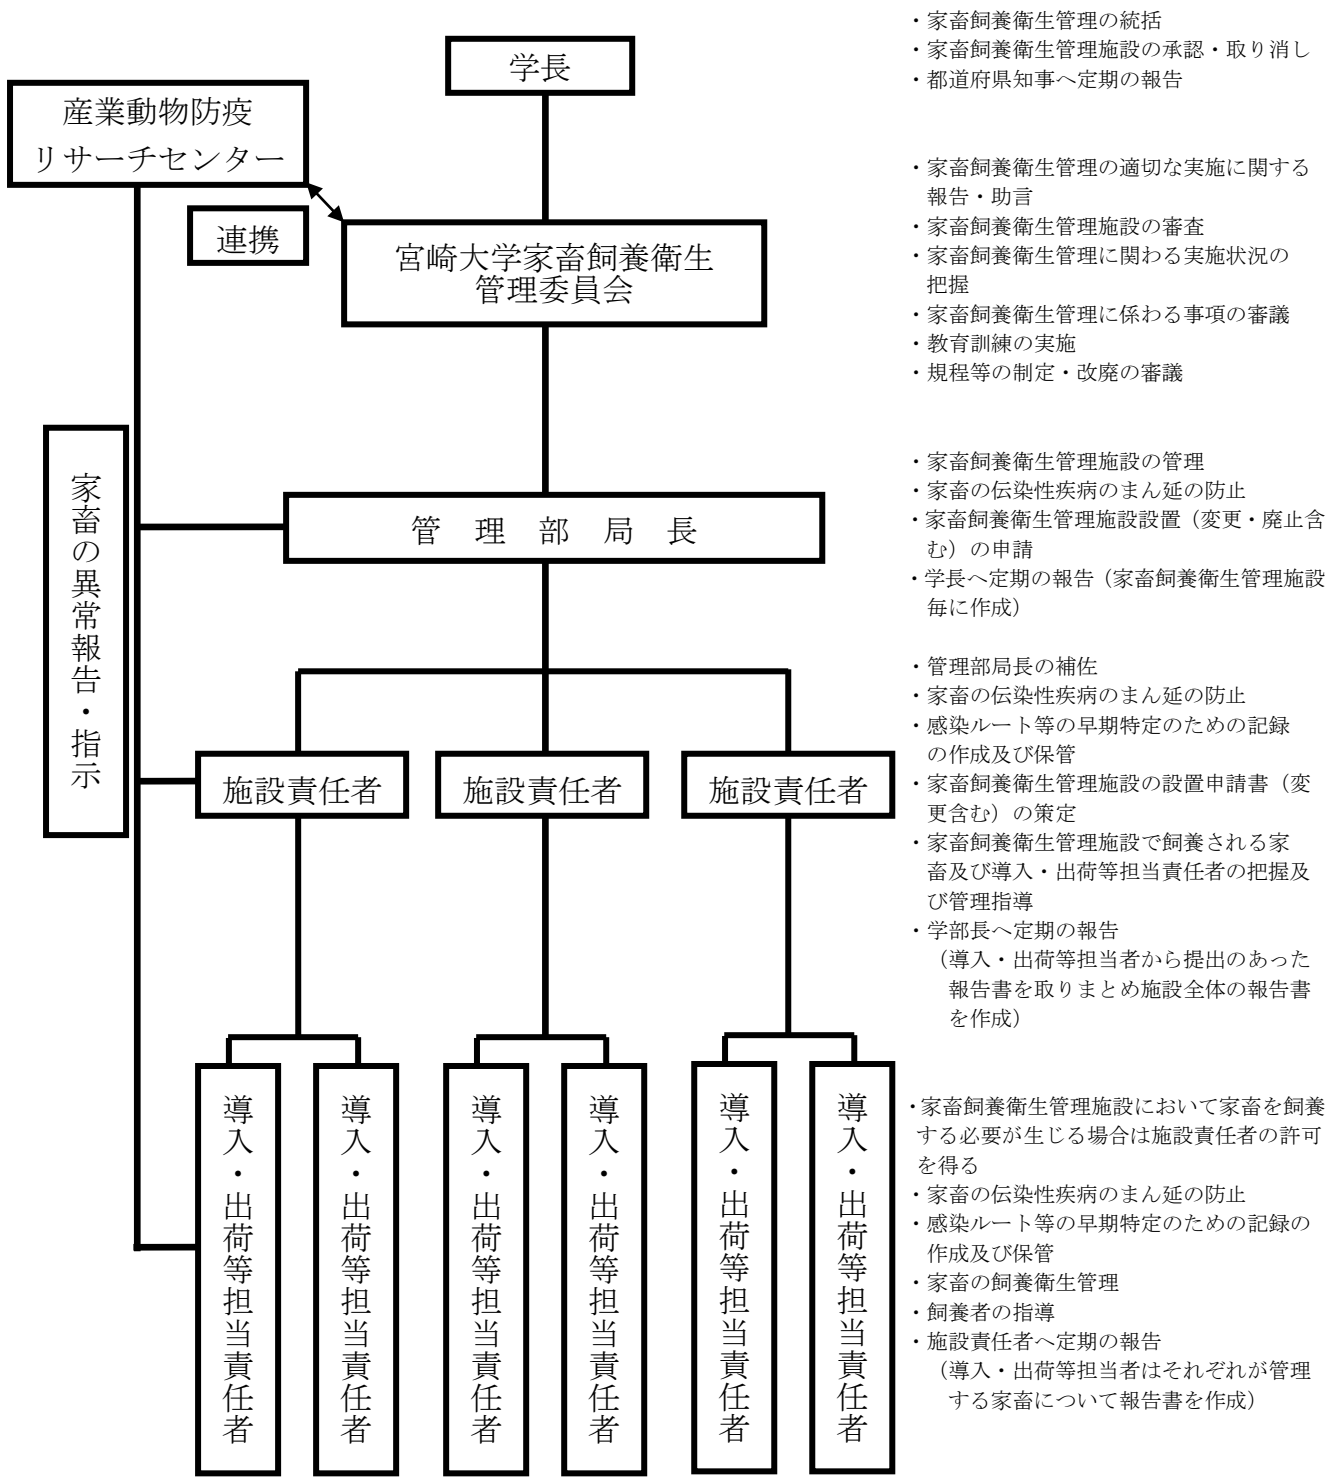 学長
・家畜飼養衛生管理の統括
・家畜飼養衛生管理施設の承認・取り消し
・都道府県知事へ定期の報告
産業動物防疫
リサーチセンター
連携
宮崎大学家畜飼養衛生
管理委員会
・家畜飼養衛生管理の適切な実施に関する
報告・助言
・家畜飼養衛生管理施設の審査
・家畜飼養衛生管理に関わる実施状況の
把握
・家畜飼養衛生管理に係わる事項の審議
・教育訓練の実施
・規程等の制定・改廃の審議
家畜の異常報告・指示
管理部局長
・家畜飼養衛生管理施設の管理
・家畜の伝染性疾病のまん延の防止
・家畜飼養衛生管理施設設置（変更・廃止含
む）の申請
・学長へ定期の報告（家畜飼養衛生管理施設
毎に作成）
施設責任者
施設責任者
施設責任者
・管理部局長の補佐
・家畜の伝染性疾病のまん延の防止
・感染ルート等の早期特定のための記録
の作成及び保管
・家畜飼養衛生管理施設の設置申請書（変
更含む）の策定
・家畜飼養衛生管理施設で飼養される家
畜及び導入・出荷等担当責任者の把握及
び管理指導
・学部長へ定期の報告
（導入・出荷等担当者から提出のあった
報告書を取りまとめ施設全体の報告書
を作成）
導入・出荷等担当責任者
導入・出荷等担当責任者
導入・出荷等担当責任者
導入・出荷等担当責任者
導入・出荷等担当責任者
導入・出荷等担当責任者
・家畜飼養衛生管理施設において家畜を飼養
する必要が生じる場合は施設責任者の許可
を得る
・家畜の伝染性疾病のまん延の防止
・感染ルート等の早期特定のための記録の
作成及び保管
・家畜の飼養衛生管理
・飼養者の指導
・施設責任者へ定期の報告
（導入・出荷等担当者はそれぞれが管理
する家畜について報告書を作成）